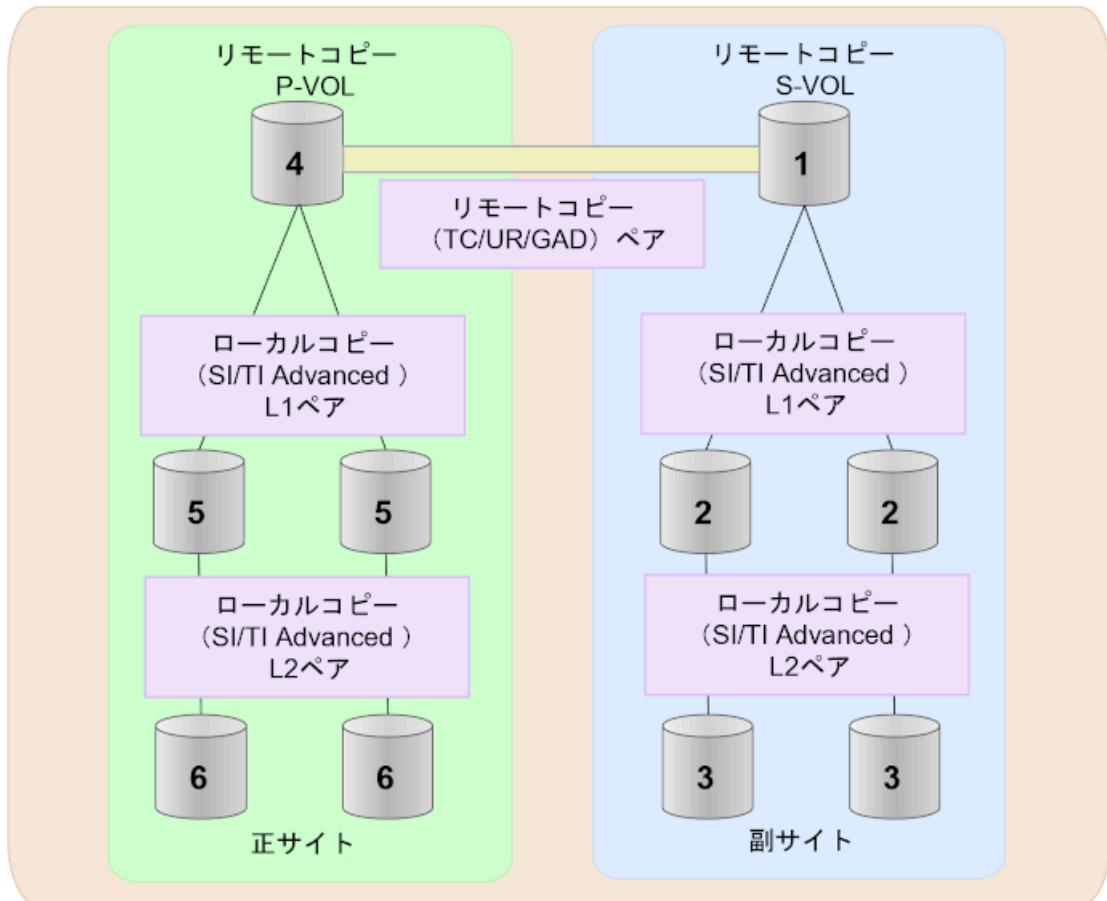 リモートコピー
P-VOL
4
リモートコピー
S-VOL
1
リモートコピー
（TC/UR/GAD）ペア
ローカルコピー
（SI/TI Advanced ）
L1ペア
5
5
ローカルコピー
（SI/TI Advanced ）
L2ペア
6
6
正サイト
ローカルコピー
（SI/TI Advanced ）
L1ペア
2
2
ローカルコピー
（SI/TI Advanced ）
L2ペア
3
3
副サイト